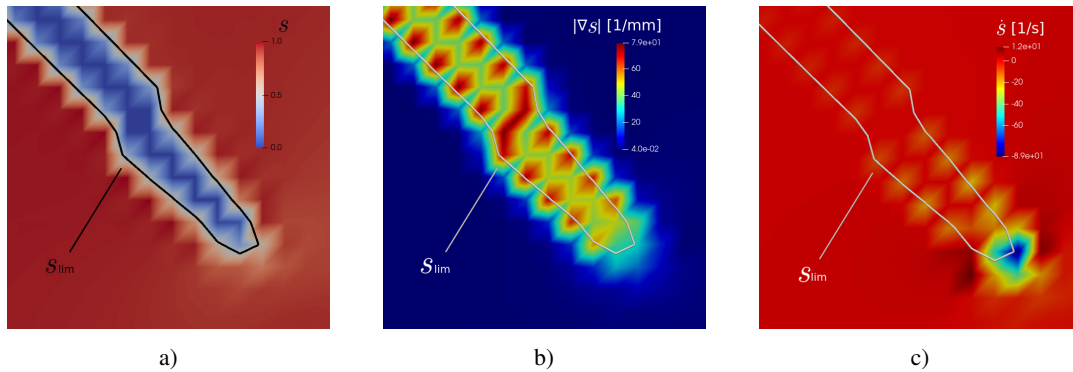 s
1.0
0.5
0.0
s_lim
a)
|∇s| [1/mm]
7.9e+01
60
40
20
4.0e-02
s_lim
b)
ṡ [1/s]
1.2e+01
0
-20
-40
-60
-8.9e+01
s_lim
c)